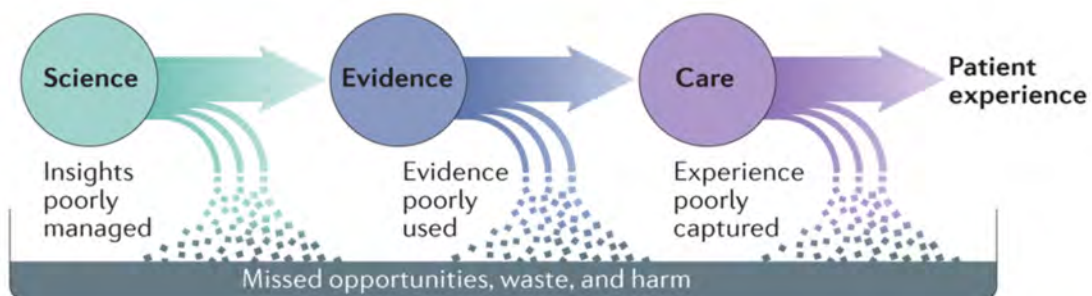 Science
Evidence
Care
Patient
experience
Insights
poorly
managed
Evidence
poorly
used
Experience
poorly
captured
Missed opportunities, waste, and harm